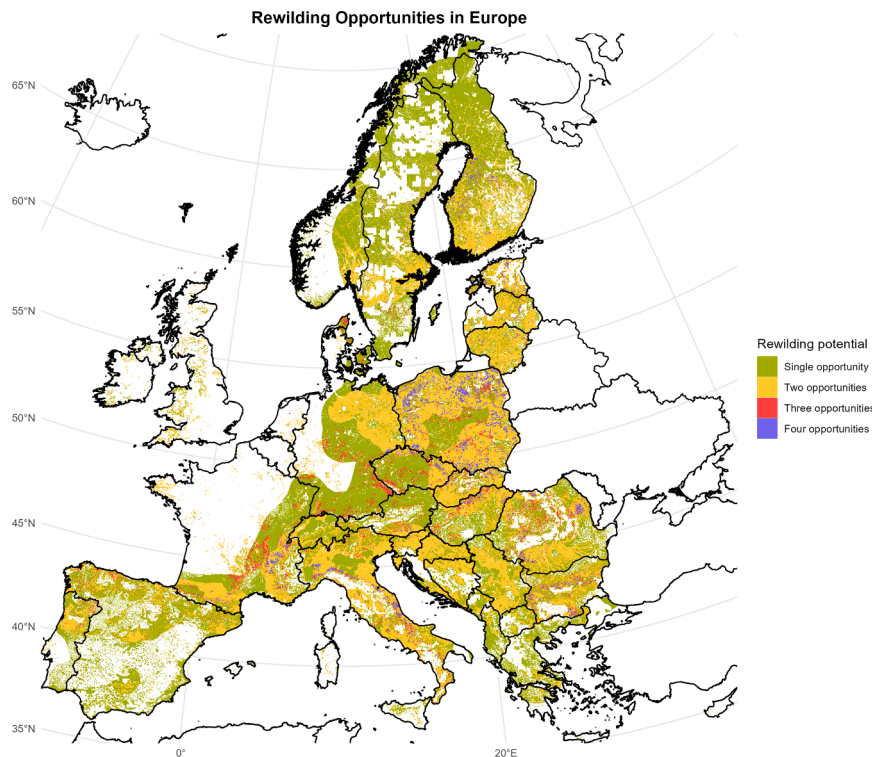 Rewilding Opportunities in Europe
65°N
60°N
55°N
50°N
45°N
40°N
35°N
0°
20°E
Rewilding potential
Single opportunity
Two opportunities
Three opportunities
Four opportunities